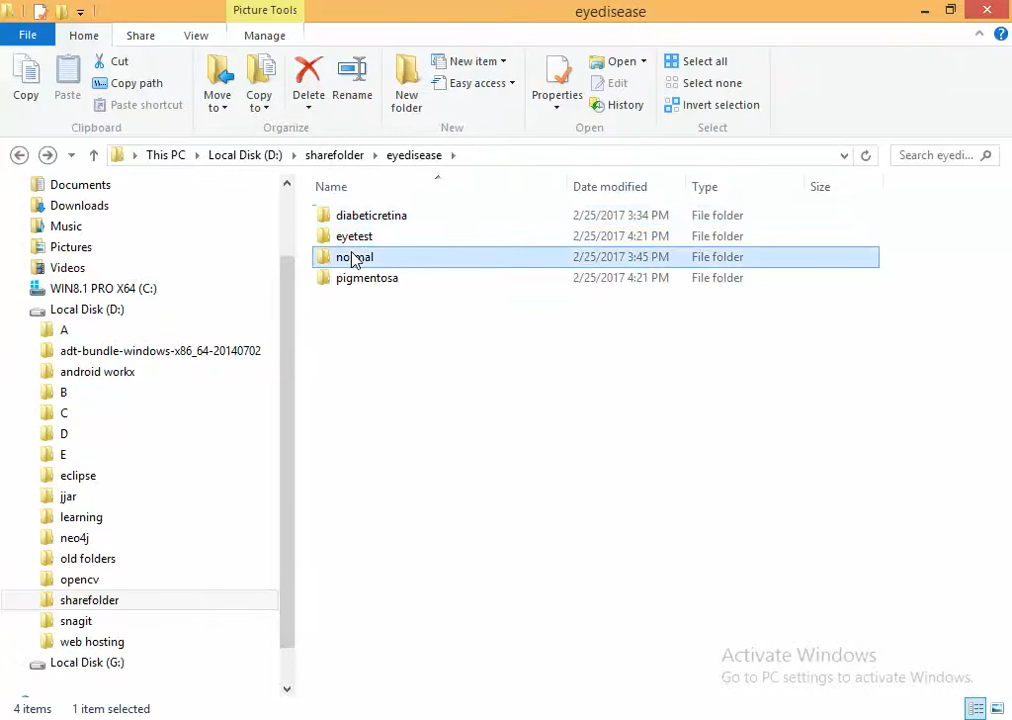 Picture Tools
eyedisease
File
Home
Share
View
Manage
Copy
Paste
Cut
Copy path
Paste shortcut
Clipboard
Move to
Copy to
Delete
Rename
Organize
New folder
New item
Easy access
New
Properties
Open
Edit
History
Open
Select all
Select none
Invert selection
Select
This PC
Local Disk (D:)
sharefolder
eyedisease
Search eyedi...
Name
Date modified
Type
Size
diabeticretina 2/25/2017 3:34 PM File folder
eyetest 2/25/2017 4:21 PM File folder
normal 2/25/2017 3:45 PM File folder
pigmentosa 2/25/2017 4:21 PM File folder
Documents
Downloads
Music
Pictures
Videos
WIN8.1 PRO X64 (C:)
Local Disk (D:)
A
adt-bundle-windows-x86_64-20140702
android workx
B
C
D
E
eclipse
jjar
learning
neo4j
old folders
opencv
sharefolder
snagit
web hosting
Local Disk (G:)
Activate Windows
Go to PC settings to activate Windows.
4 items
1 item selected